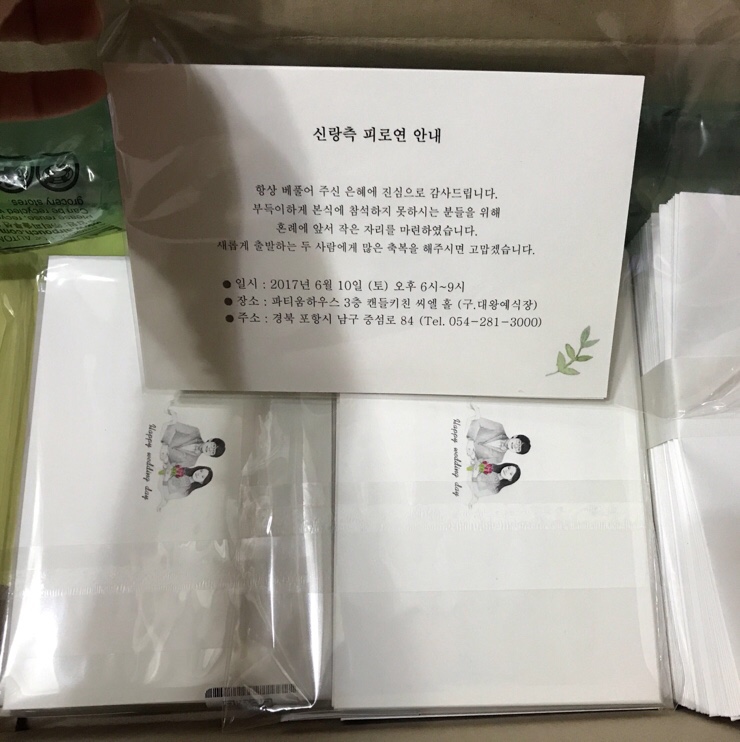 신랑측 피로연 안내
항상 베풀어 주신 은혜에 진심으로 감사드립니다.
부득이하게 본식에 참석하지 못하시는 분들을 위해
혼례에 앞서 작은 자리를 마련하였습니다.
새롭게 출발하는 두 사람에게 많은 축복을 해주시면 고맙겠습니다.
● 일시 : 2017년 6월 10일 (토) 오후 6시~9시
● 장소 : 파티움하우스 3층 캔들키친 씨엘 홀 (구.대왕예식장)
● 주소 : 경북 포항시 남구 중섬로 84 (Tel. 054-281-3000)
grocery stores
Can be recycled
Happy wedding day
Happy wedding day